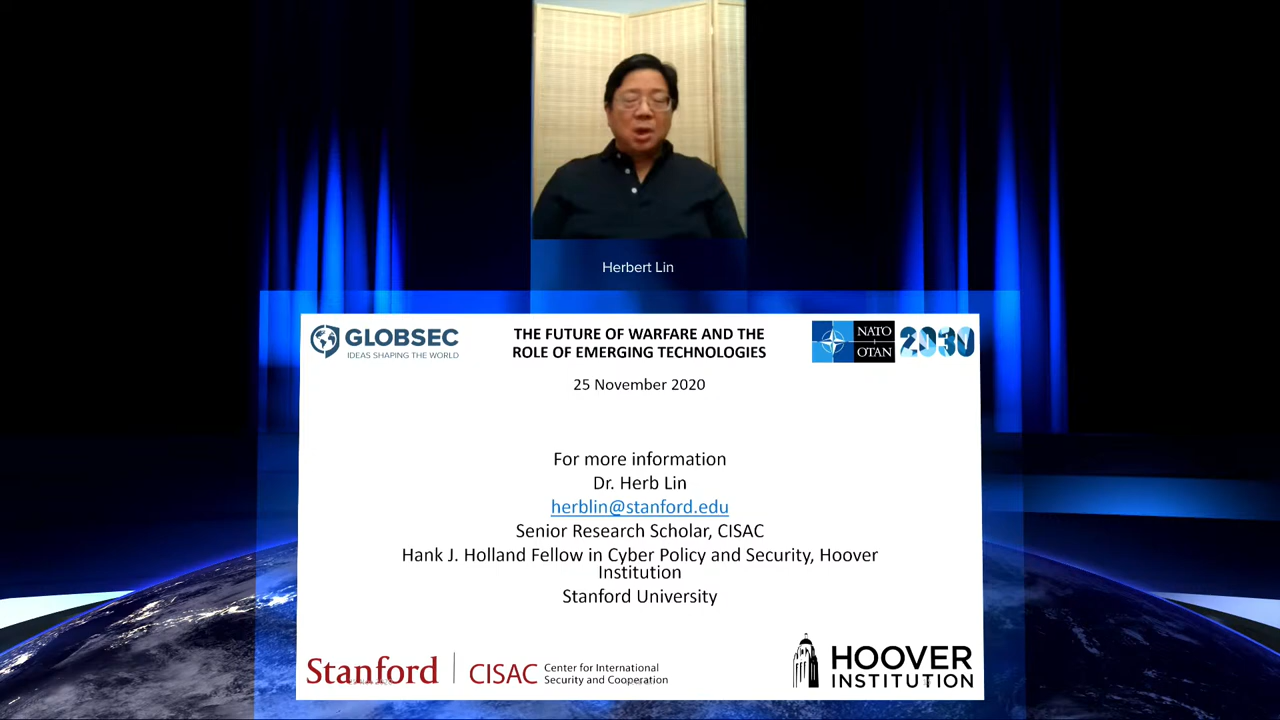 Herbert Lin
GLOBSEC
IDEAS SHAPING THE WORLD
THE FUTURE OF WARFARE AND THE
ROLE OF EMERGING TECHNOLOGIES
25 November 2020
NATO
OTAN
2030
For more information
Dr. Herb Lin
herblin@stanford.edu
Senior Research Scholar, CISAC
Hank J. Holland Fellow in Cyber Policy and Security, Hoover
Institution
Stanford University
Stanford
CISAC
Center for International
Security and Cooperation
HOOVER
INSTITUTION